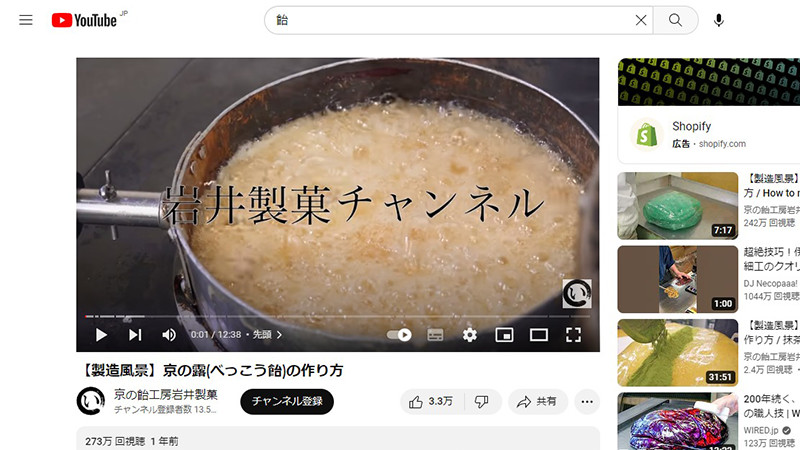 YouTube JP
飴
岩井製菓チャンネル
0:01 / 12:38・先頭
【製造風景】京の露(べっこう飴)の作り方
京の飴工房岩井製菓
チャンネル登録者数 13.5...
チャンネル登録
3.3万
共有
273万 回視聴 1 年前
Shopify
広告・shopify.com
【製造風景】
方 / How to
京の飴工房岩井
242万 回視聴
7:17
超絶技巧！
細工のクオリ
DJ Necopaaa!
1044万 回視聴
1:00
【製造風景】
作り方 / 抹茶
京の飴工房岩井
2.4万 回視聴・
31:51
200年続く、
の職人技 | W
WIRED.jp
123万 回視聴